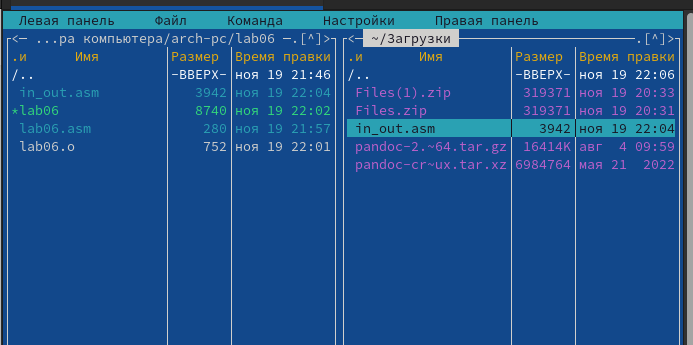 Левая панель Файл Команда Настройки Правая панель
<─ ...ра компьютера/arch-pc/lab06 ─.[^]> <─ ~/Загрузки ─.[^]>
.и Имя Размер Время правки .и Имя Размер Время правки
/.. -ВВЕРХ- ноя 19 21:46 /.. -ВВЕРХ- ноя 19 22:06
in_out.asm 3942 ноя 19 22:04 Files(1).zip 319371 ноя 19 20:33
*lab06 8740 ноя 19 22:02 Files.zip 319371 ноя 19 20:31
lab06.asm 280 ноя 19 21:57 in_out.asm 3942 ноя 19 22:04
lab06.o 752 ноя 19 22:01 pandoc-2.~64.tar.gz 16414K авг 4 09:59
pandoc-cr~ux.tar.xz 6984764 мая 21 2022